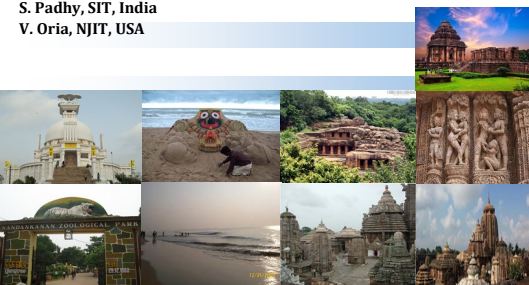 S. Padhy, SIT, India
V. Oria, NJIT, USA
NANDANKANAN ZOOLOGICAL PARK